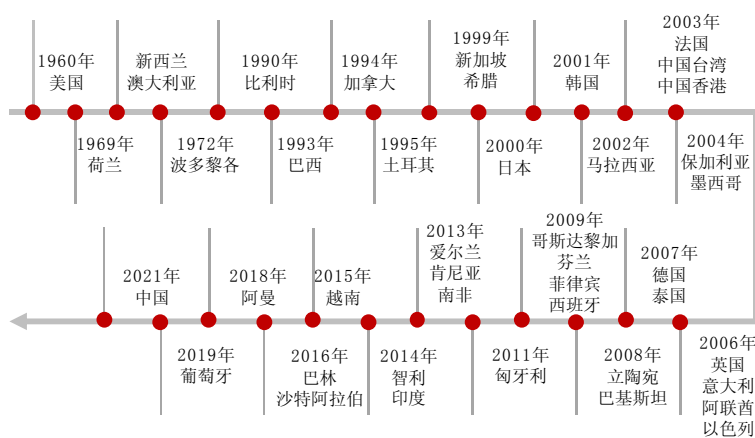 1960年
美国
1969年
荷兰
新西兰
澳大利亚
1972年
波多黎各
1990年
比利时
1993年
巴西
1994年
加拿大
1995年
土耳其
1999年
新加坡
希腊
2000年
日本
2001年
韩国
2002年
马拉西亚
2003年
法国
中国台湾
中国香港
2004年
保加利亚
墨西哥
2006年
英国
意大利
阿联酋
以色列
2007年
德国
泰国
2008年
立陶宛
巴基斯坦
2009年
哥斯达黎加
芬兰
菲律宾
西班牙
2011年
匈牙利
2013年
爱尔兰
肯尼亚
南非
2014年
智利
印度
2015年
越南
2016年
巴林
沙特阿拉伯
2018年
阿曼
2019年
葡萄牙
2021年
中国